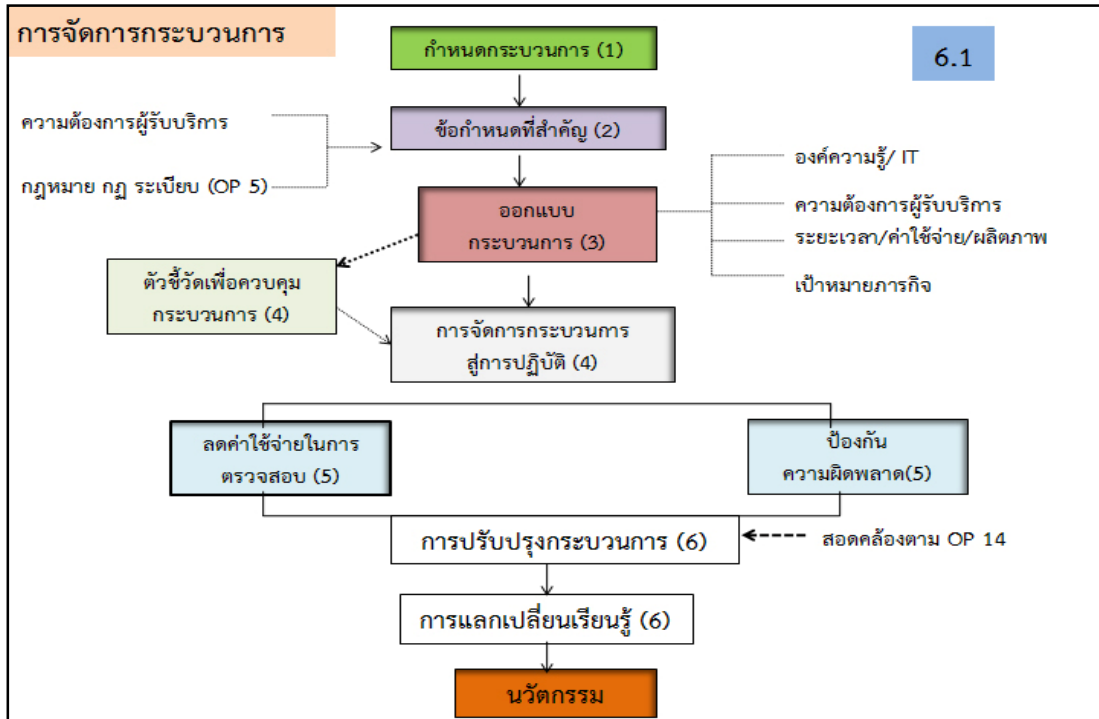 การจัดการกระบวนการ
กำหนดกระบวนการ (1)
6.1
ความต้องการผู้รับบริการ
ข้อกำหนดที่สำคัญ (2)
กฎหมาย กฏ ระเบียบ (OP 5)
องค์ความรู้/ IT
ออกแบบ
กระบวนการ (3)
ความต้องการผู้รับบริการ
ระยะเวลา/ค่าใช้จ่าย/ผลิตภาพ
เป้าหมายภารกิจ
ตัวชี้วัดเพื่อควบคุม
กระบวนการ (4)
การจัดการกระบวนการ
สู่การปฏิบัติ (4)
ลดค่าใช้จ่ายในการ
ตรวจสอบ (5)
ป้องกัน
ความผิดพลาด(5)
การปรับปรุงกระบวนการ (6)
สอดคล้องตาม OP 14
การแลกเปลี่ยนเรียนรู้ (6)
นวัตกรรม